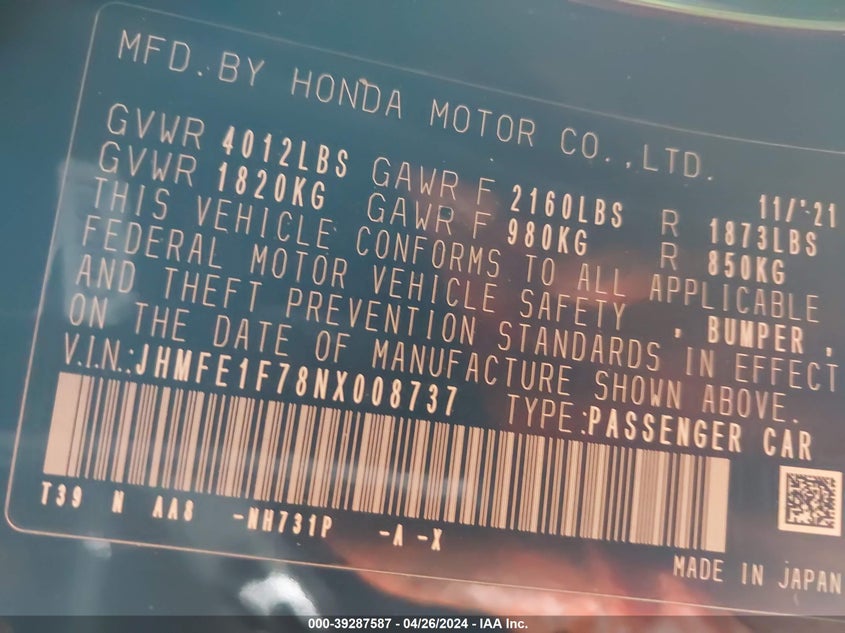 MFD. BY HONDA MOTOR CO.,LTD.
11/'21
GVWR 4012LBS GAWR F 2160LBS R 1873LBS
GVWR 1820KG GAWR F 980KG R 850KG
THIS VEHICLE CONFORMS TO ALL APPLICABLE
FEDERAL MOTOR VEHICLE SAFETY , BUMPER ,
AND THEFT PREVENTION STANDARDS IN EFFECT
ON THE DATE OF MANUFACTURE SHOWN ABOVE.
V.I.N.:JHMFE1F78NX008737 TYPE:PASSENGER CAR
T39 N AA8 -NH731P -A -X
MADE IN JAPAN
000-39287587 - 04/26/2024 - IAA Inc.